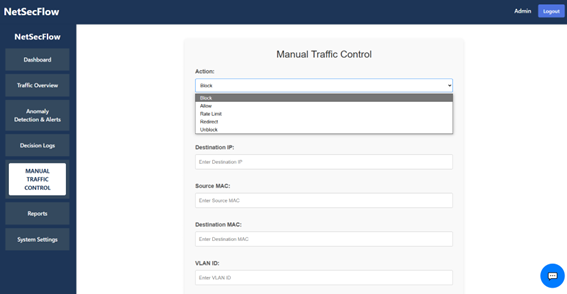 NetSecFlow
Admin
Logout
NetSecFlow
Dashboard
Traffic Overview
Anomaly
Detection & Alerts
Decision Logs
MANUAL
TRAFFIC
CONTROL
Reports
System Settings
Manual Traffic Control
Action:
Block
Block
Allow
Rate Limit
Redirect
Unblock
Destination IP:
Enter Destination IP
Source MAC:
Enter Source MAC
Destination MAC:
Enter Destination MAC
VLAN ID:
Enter VLAN ID